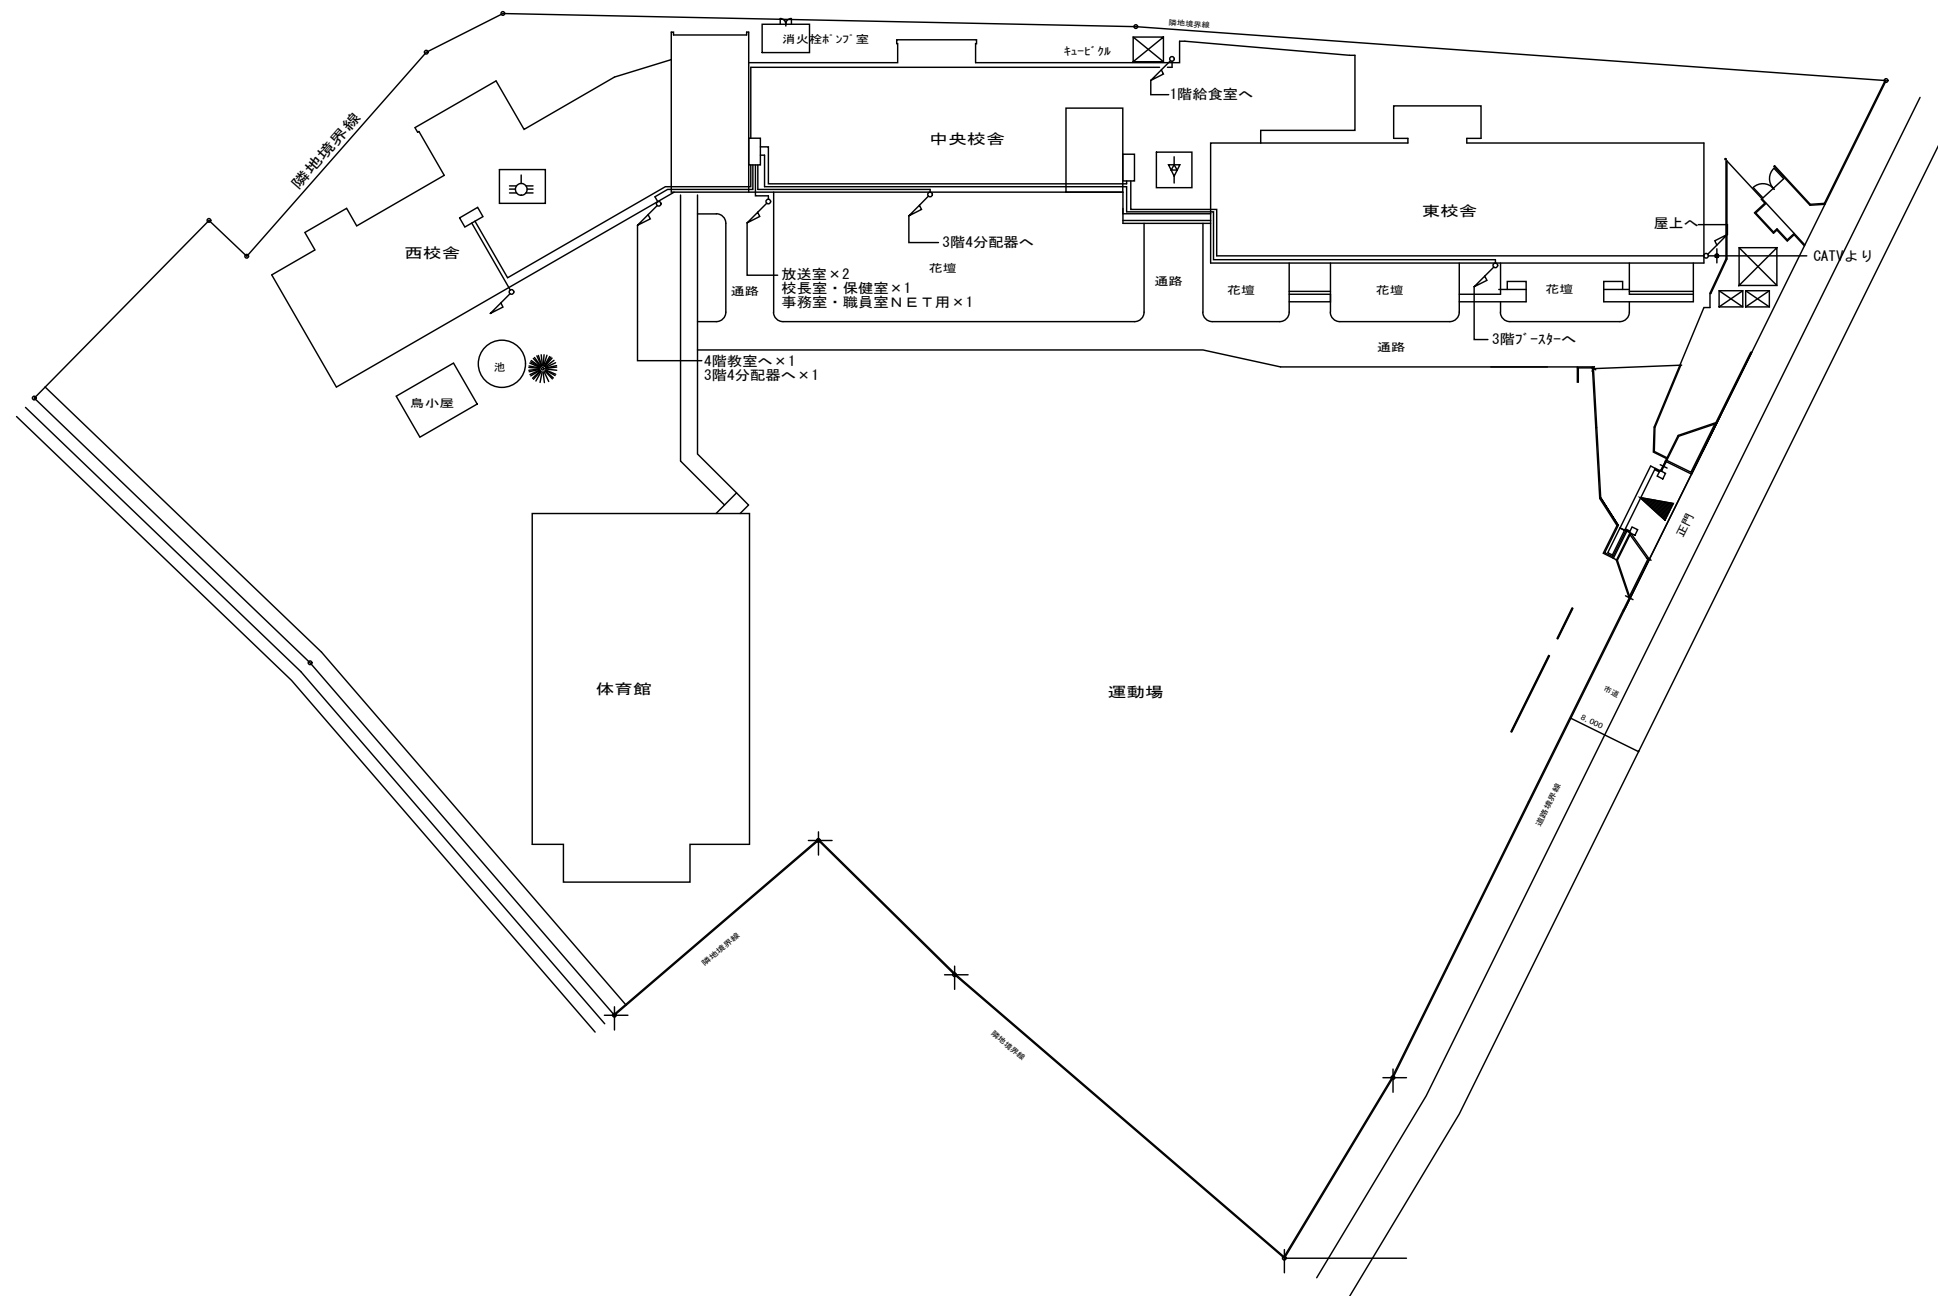 隣地境界線
消火栓ﾎﾟﾝﾌﾟ室
ｷｭｰﾋﾞｸﾙ
1階給食室へ
隣地境界線
中央校舎
東校舎
西校舎
屋上へ
CATVより
3階4分配器へ
花壇
放送室×2
校長室・保健室×1
事務室・職員室ＮＥＴ用×1
通路
通路
花壇
花壇
花壇
3階ﾌﾞｰｽﾀｰへ
通路
4階教室へ×1
3階4分配器へ×1
池
鳥小屋
正門
体育館
運動場
市道
8,000
道路境界線
隣地境界線
隣地境界線